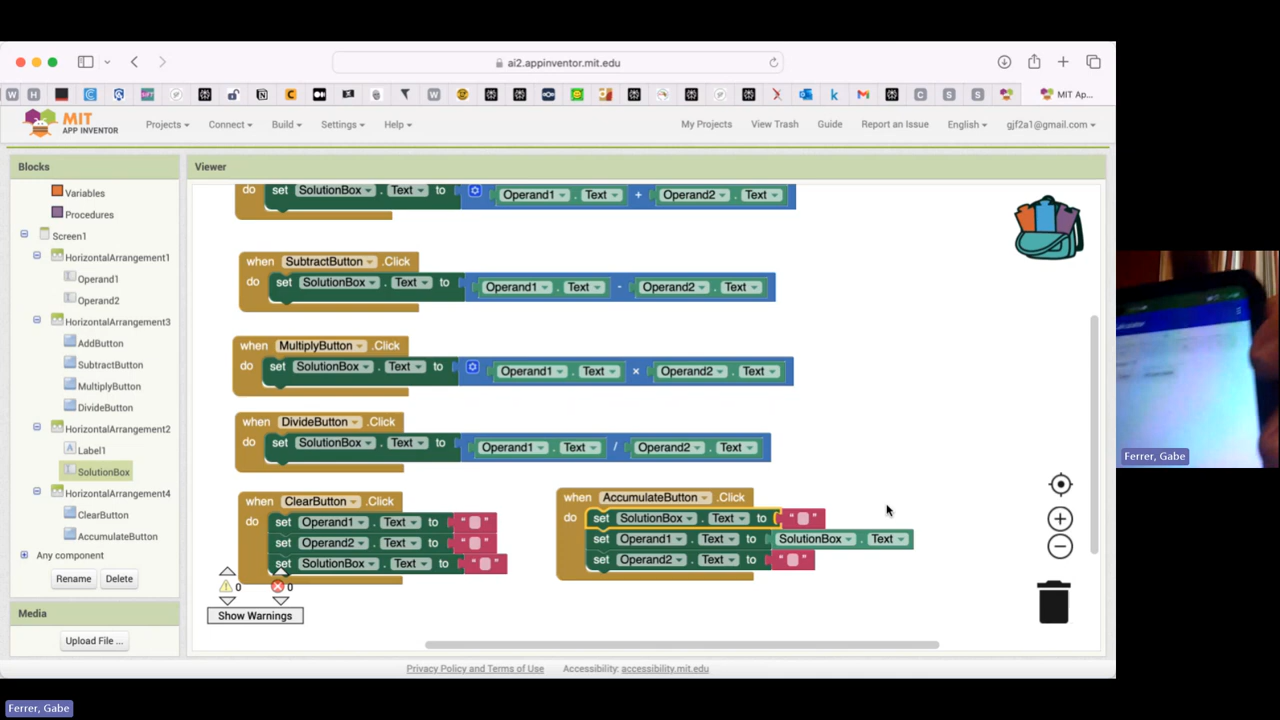 ai2.appinventor.mit.edu
MIT Ap...
MIT
APP INVENTOR
Projects
Connect
Build
Settings
Help
My Projects
View Trash
Guide
Report an Issue
English
gjf2a1@gmail.com
Blocks
Variables
Procedures
Screen1
HorizontalArrangement1
Operand1
Operand2
HorizontalArrangement3
AddButton
SubtractButton
MultiplyButton
DivideButton
HorizontalArrangement2
Label1
SolutionBox
HorizontalArrangement4
ClearButton
AccumulateButton
Any component
Rename
Delete
Media
Upload File ...
Viewer
do set SolutionBox . Text to Operand1 . Text + Operand2 . Text
when SubtractButton .Click
do set SolutionBox . Text to Operand1 . Text - Operand2 . Text
when MultiplyButton .Click
do set SolutionBox . Text to Operand1 . Text × Operand2 . Text
when DivideButton .Click
do set SolutionBox . Text to Operand1 . Text / Operand2 . Text
when ClearButton .Click
do set Operand1 . Text to " "
set Operand2 . Text to " "
set SolutionBox . Text to " "
when AccumulateButton .Click
do set SolutionBox . Text to " "
set Operand1 . Text to SolutionBox . Text
set Operand2 . Text to " "
0 0
Show Warnings
Privacy Policy and Terms of Use
Accessibility: accessibility.mit.edu
Ferrer, Gabe
Ferrer, Gabe